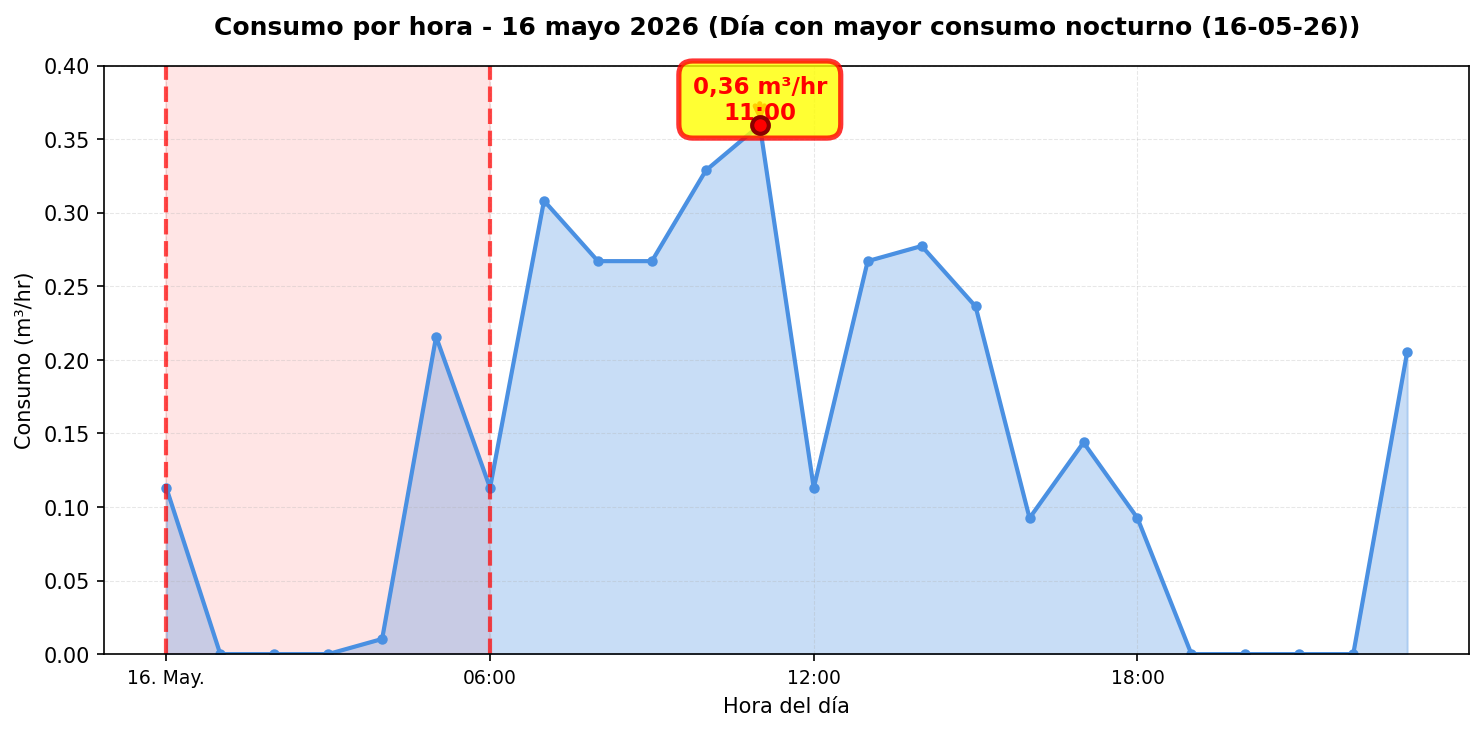 Consumo por hora - 16 mayo 2026 (Día con mayor consumo nocturno (16-05-26))
0,36 m³/hr
11:00
Consumo (m³/hr)
0.40
0.35
0.30
0.25
0.20
0.15
0.10
0.05
0.00
16. May.
06:00
12:00
18:00
Hora del día